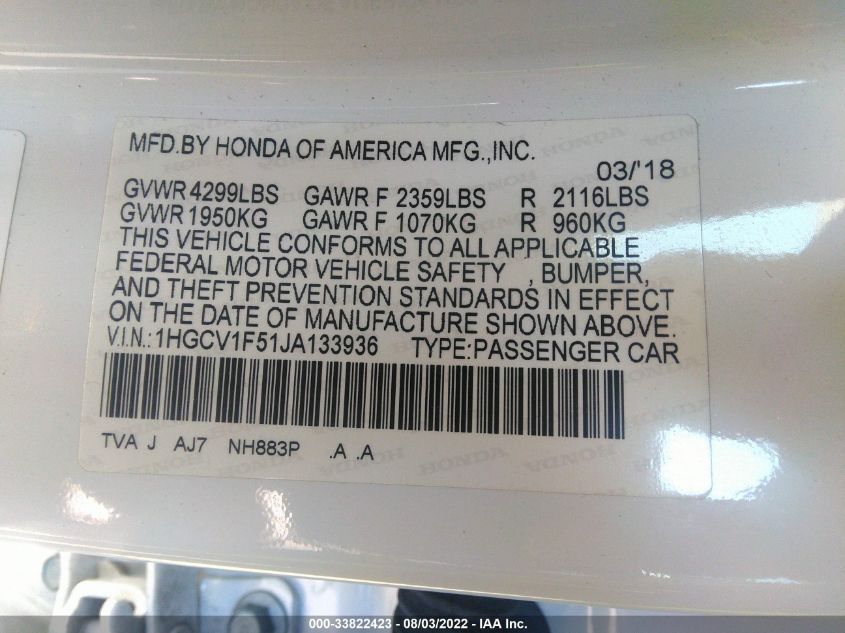 MFD.BY HONDA OF AMERICA MFG.,INC.
03/'18
GVWR 4299LBS GAWR F 2359LBS R 2116LBS
GVWR 1950KG GAWR F 1070KG R 960KG
THIS VEHICLE CONFORMS TO ALL APPLICABLE
FEDERAL MOTOR VEHICLE SAFETY , BUMPER,
AND THEFT PREVENTION STANDARDS IN EFFECT
ON THE DATE OF MANUFACTURE SHOWN ABOVE.
V.I.N.:1HGCV1F51JA133936 TYPE:PASSENGER CAR
TVA J AJ7 NH883P .A .A
000-33822423 - 08/03/2022 - IAA Inc.